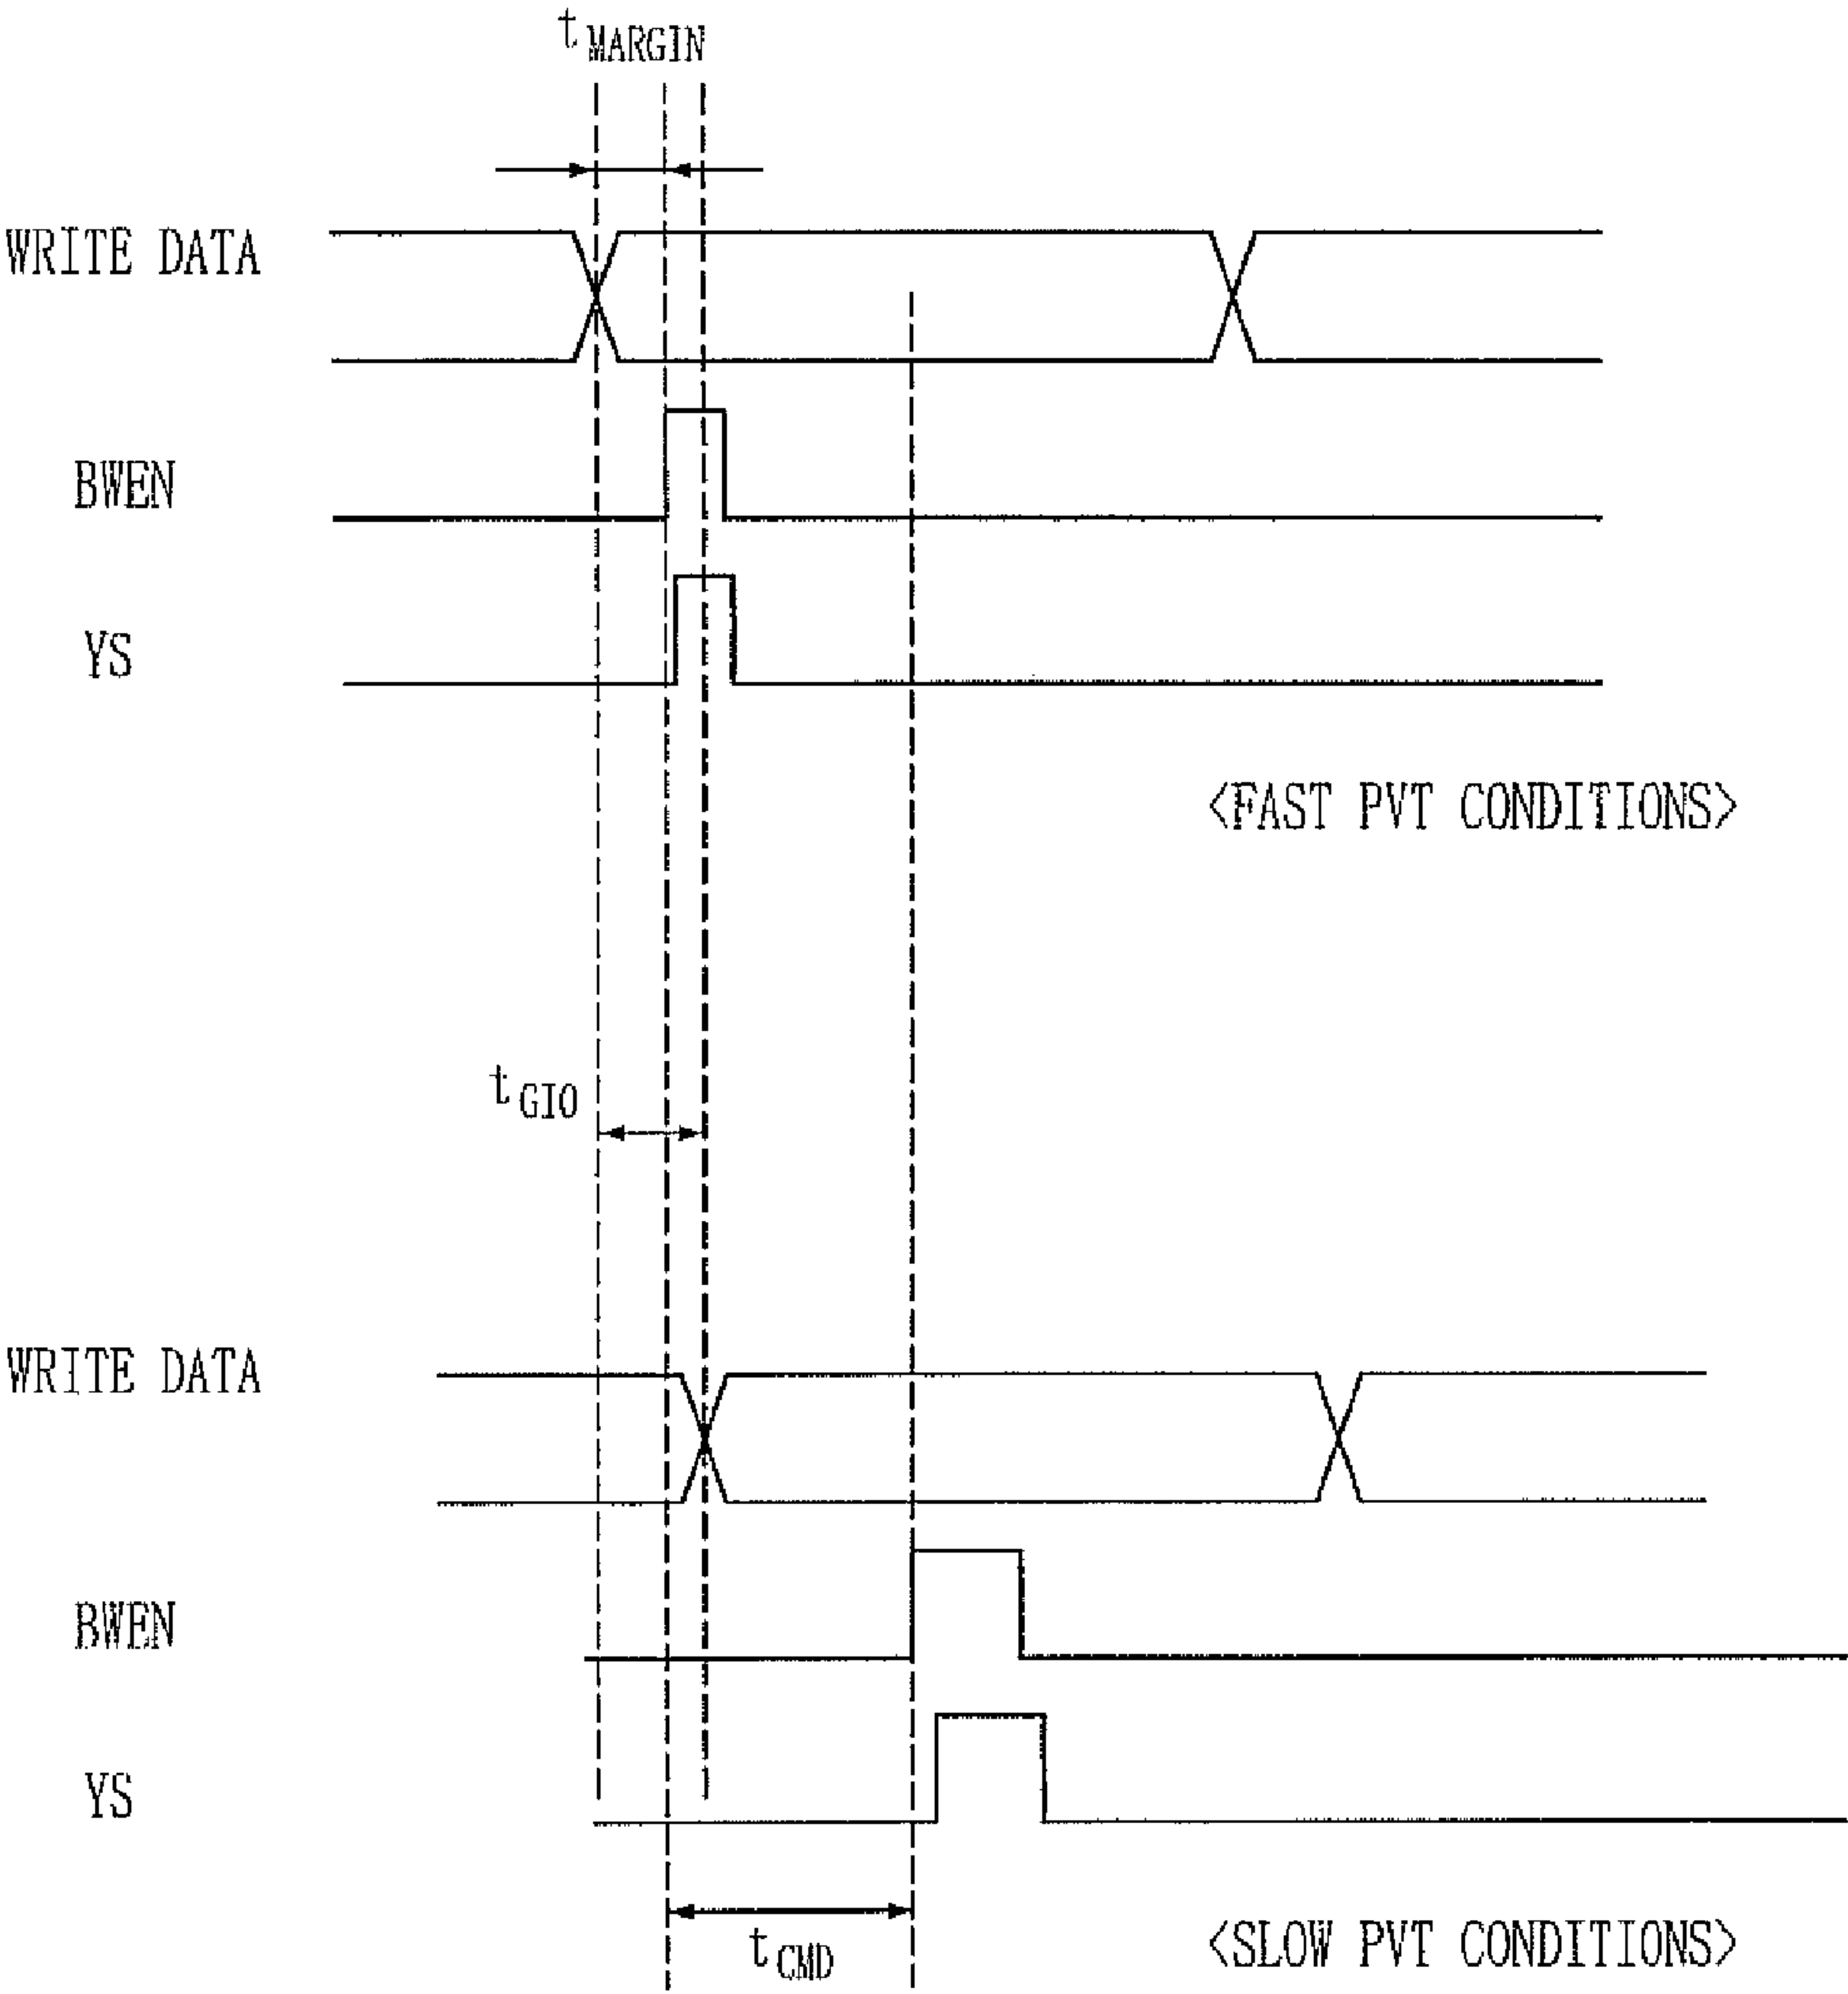 tMARGIN
WRITE DATA
BWEN
YS
<FAST PVT CONDITIONS>
tGIO
WRITE DATA
BWEN
YS
tCMD
<SLOW PVT CONDITIONS>